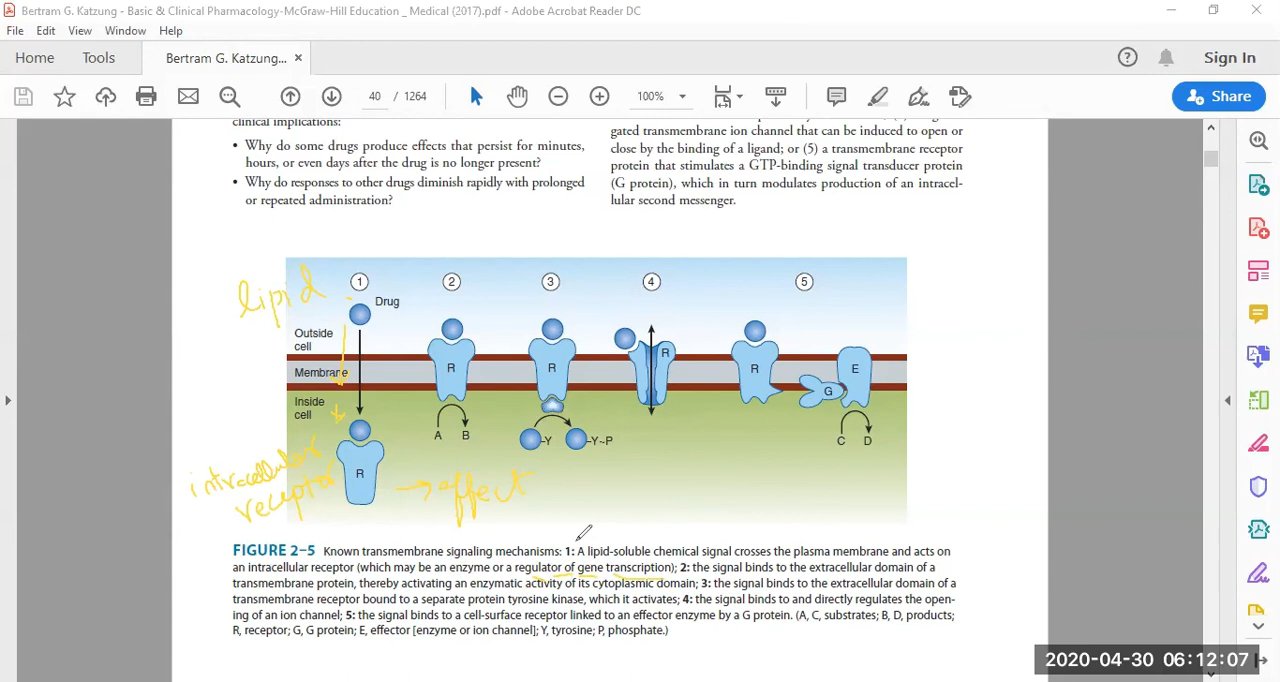 Bertram G. Katzung - Basic & Clinical Pharmacology-McGraw-Hill Education _ Medical (2017).pdf - Adobe Acrobat Reader DC
File Edit View Window Help
Home Tools Bertram G. Katzung... ×
Sign In
40 / 1264 100% Share
clinical implications:
• Why do some drugs produce effects that persist for minutes,
hours, or even days after the drug is no longer present?
• Why do responses to other drugs diminish rapidly with prolonged
or repeated administration?
gated transmembrane ion channel that can be induced to open or
close by the binding of a ligand; or (5) a transmembrane receptor
protein that stimulates a GTP-binding signal transducer protein
(G protein), which in turn modulates production of an intracel-
lular second messenger.
1 2 3 4 5
lipid
Drug
Outside
cell
Membrane
Inside
cell
R R R R E
G
A B
Y Y~P
C D
R
intracellular
receptor
→ effect
FIGURE 2–5 Known transmembrane signaling mechanisms: 1: A lipid-soluble chemical signal crosses the plasma membrane and acts on
an intracellular receptor (which may be an enzyme or a regulator of gene transcription); 2: the signal binds to the extracellular domain of a
transmembrane protein, thereby activating an enzymatic activity of its cytoplasmic domain; 3: the signal binds to the extracellular domain of a
transmembrane receptor bound to a separate protein tyrosine kinase, which it activates; 4: the signal binds to and directly regulates the open-
ing of an ion channel; 5: the signal binds to a cell-surface receptor linked to an effector enzyme by a G protein. (A, C, substrates; B, D, products;
R, receptor; G, G protein; E, effector [enzyme or ion channel]; Y, tyrosine; P, phosphate.)
2020-04-30 06:12:07